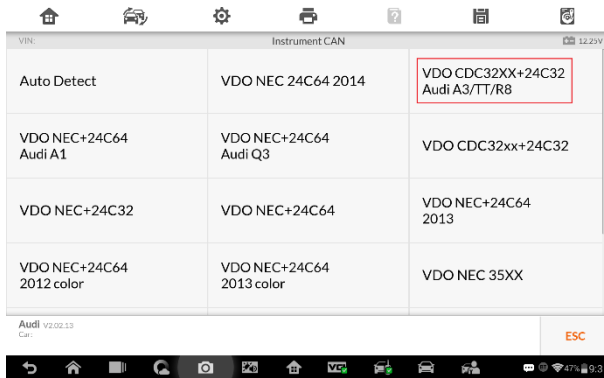 VIN:
Instrument CAN
12.25V
Auto Detect
VDO NEC 24C64 2014
VDO CDC32XX+24C32
Audi A3/TT/R8
VDO NEC+24C64
Audi A1
VDO NEC+24C64
Audi Q3
VDO CDC32xx+24C32
VDO NEC+24C32
VDO NEC+24C64
VDO NEC+24C64
2013
VDO NEC+24C64
2012 color
VDO NEC+24C64
2013 color
VDO NEC 35XX
Audi V2.02.13
Car:
ESC
VCI
47%
9:3